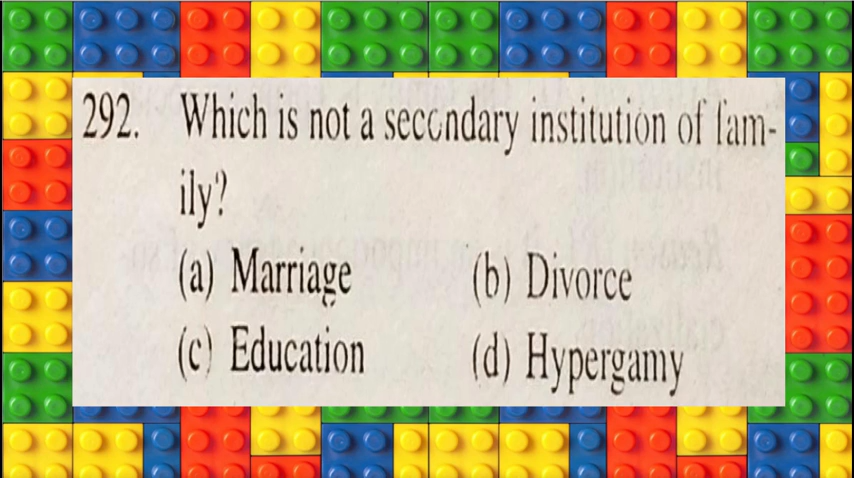 292. Which is not a secondary institution of fam-
ily?
(a) Marriage (b) Divorce
(c) Education (d) Hypergamy